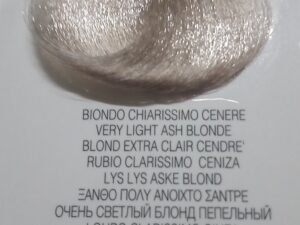 BIONDO CHIARISSIMO CENERE
VERY LIGHT ASH BLONDE
BLOND EXTRA CLAIR CENDRE'
RUBIO CLARISSIMO CENIZA
LYS LYS ASKE BLOND
ΞΑΝΘΟ ΠΟΛΥ ΑΝΟΙΧΤΟ ΣΑΝΤΡΕ
ОЧЕНЬ СВЕТЛЫЙ БЛОНД ПЕПЕЛЬНЫЙ